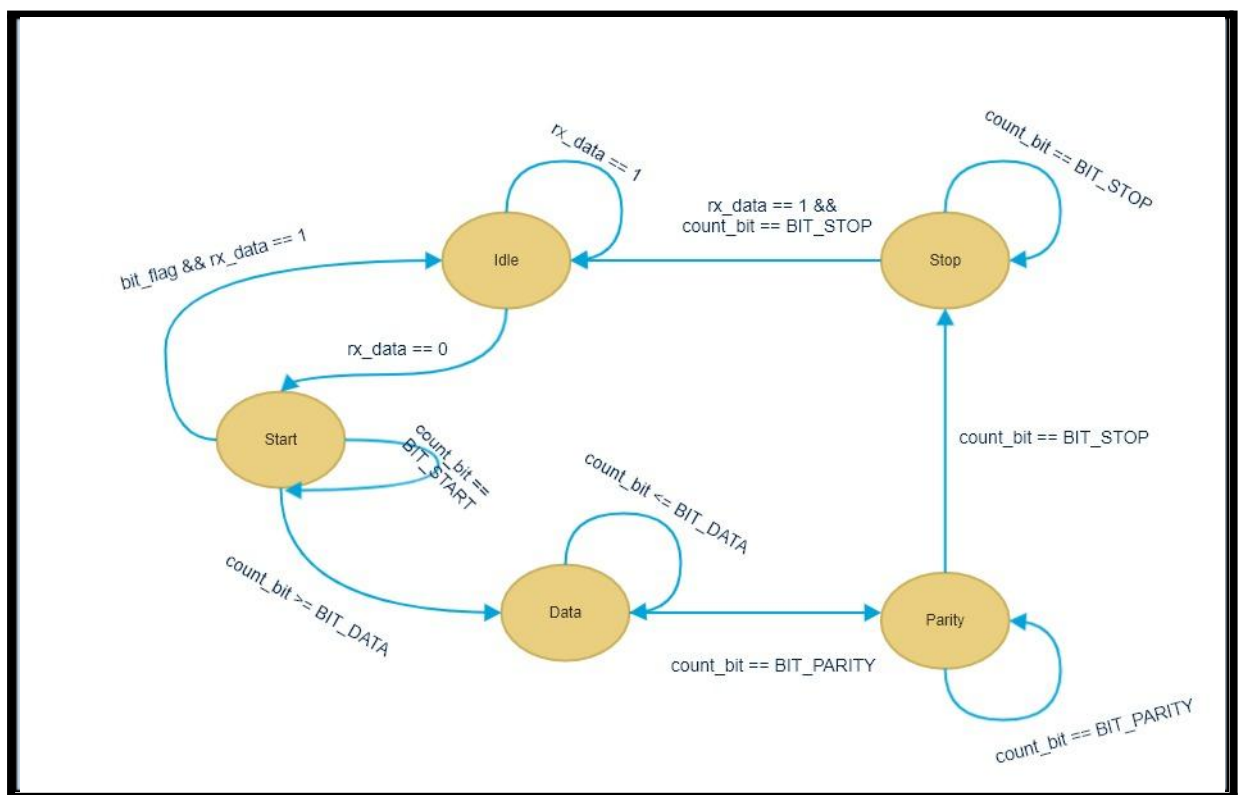 count_bit == BIT_STOP
rx_data == 1
rx_data == 1 &&
count_bit == BIT_STOP
bit_flag && rx_data == 1
Idle
Stop
rx_data == 0
Start
count_bit ==
BIT_START
count_bit == BIT_STOP
count_bit <= BIT_DATA
count_bit >= BIT_DATA
Data
Parity
count_bit == BIT_PARITY
count_bit == BIT_PARITY